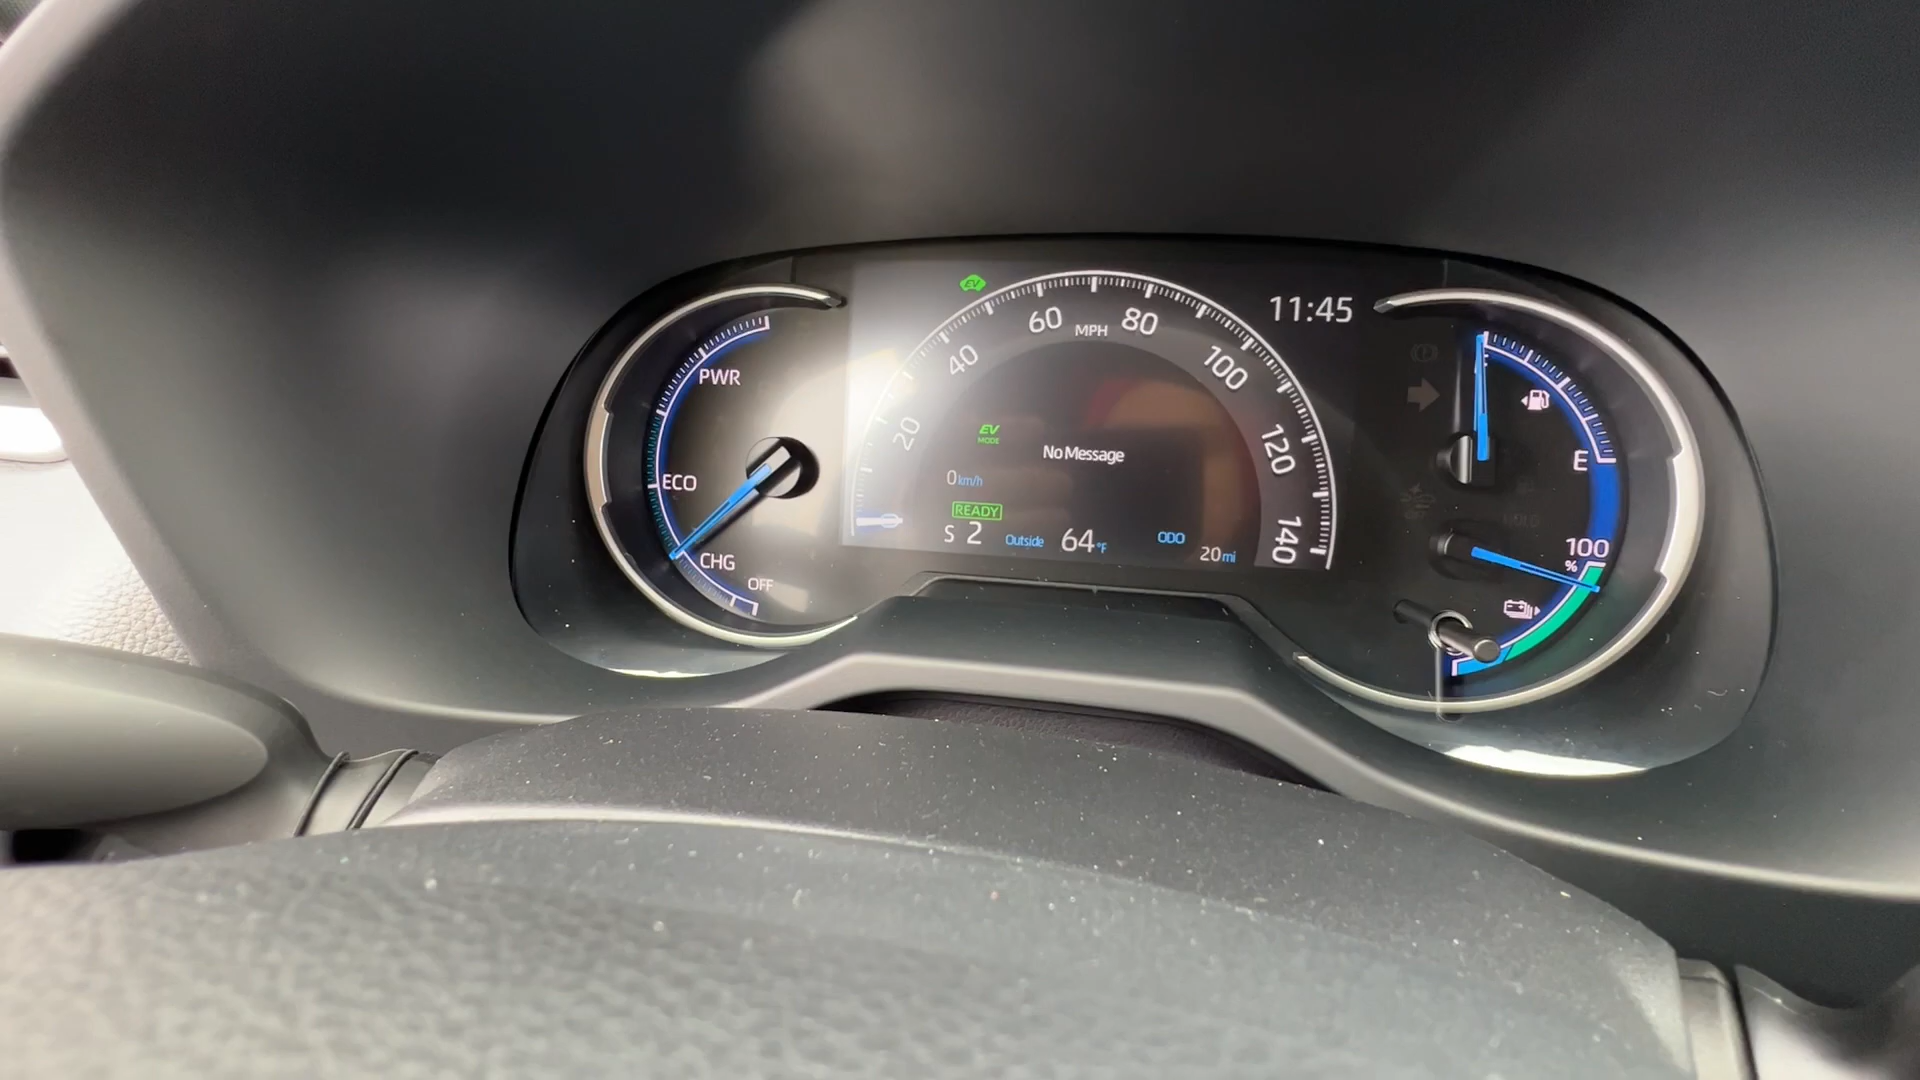 PWR
ECO
CHG
OFF
EV
20
40
60
MPH
80
100
120
140
11:45
EV
MODE
No Message
0 km/h
READY
S 2
Outside 64°F
ODO
20 mi
E
100
%